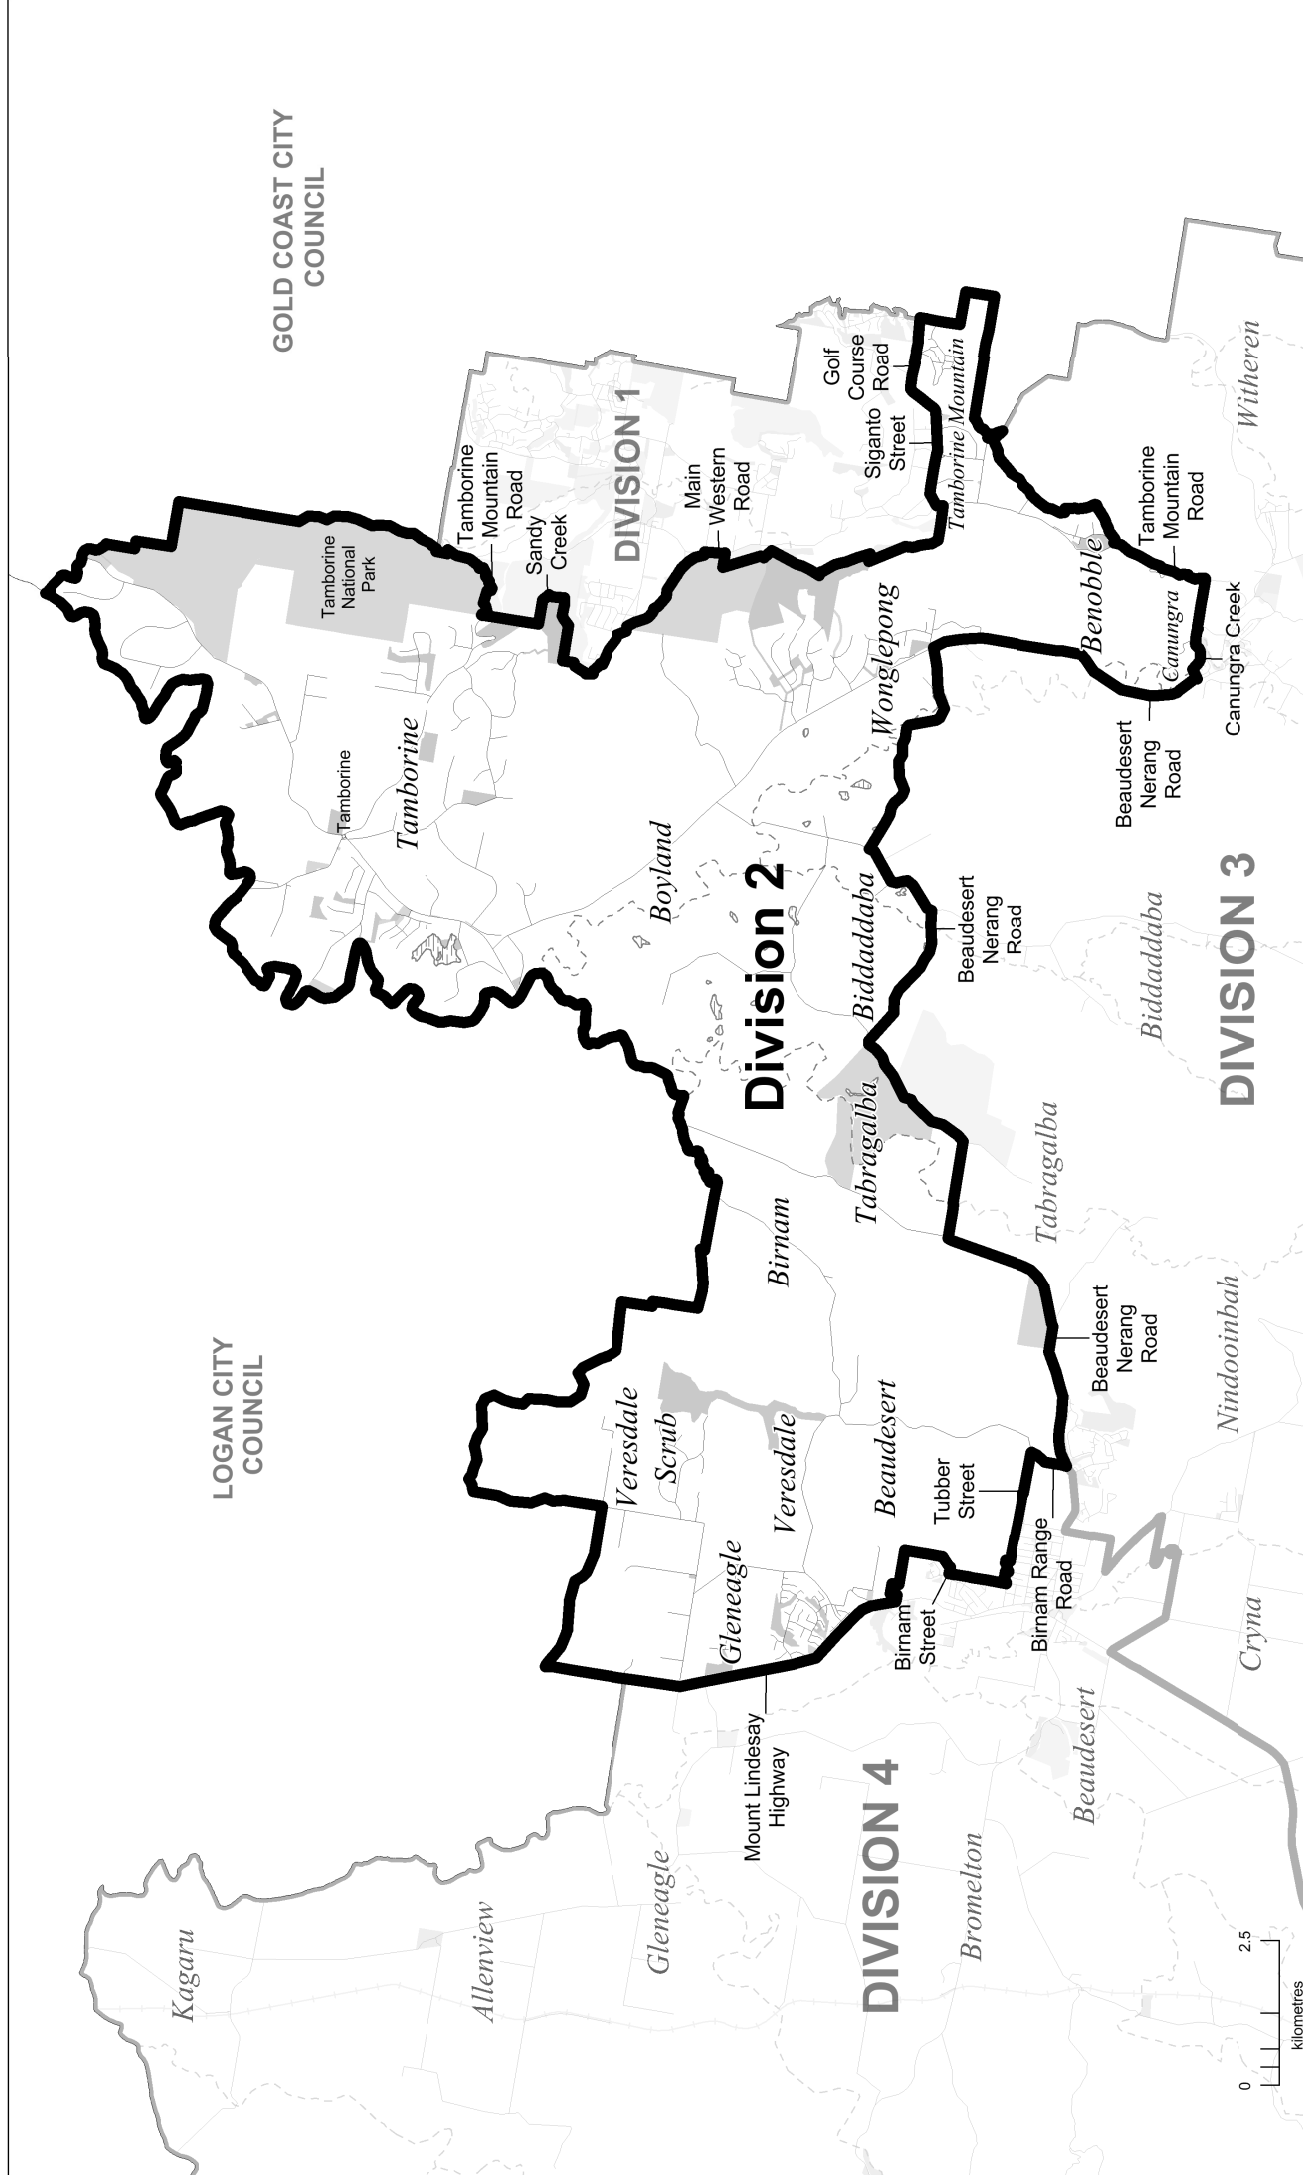 GOLD COAST CITY
COUNCIL
LOGAN CITY
COUNCIL
Tamborine
National
Park
Tamborine
Mountain
Road
Sandy
Creek
DIVISION 1
Main
Western
Road
Golf
Course
Road
Siganto
Street
Tamborine Mountain
Witheren
Tamborine
Mountain
Road
Benobble
Canungra
Canungra Creek
Wonglepong
Beaudesert
Nerang
Road
Tamborine
Tamborine
Boyland
Division 2
Biddaddaba
Beaudesert
Nerang
Road
Biddaddaba
DIVISION 3
Tabragalba
Tabragalba
Birnam
Beaudesert
Nerang
Road
Nindooinbah
Veresdale
Scrub
Veresdale
Beaudesert
Tubber
Street
Gleneagle
Birnam
Street
Birnam Range
Road
Cryna
Mount Lindesay
Highway
Beaudesert
DIVISION 4
Gleneagle
Bromelton
Kagaru
Allenview
0
2.5
kilometres